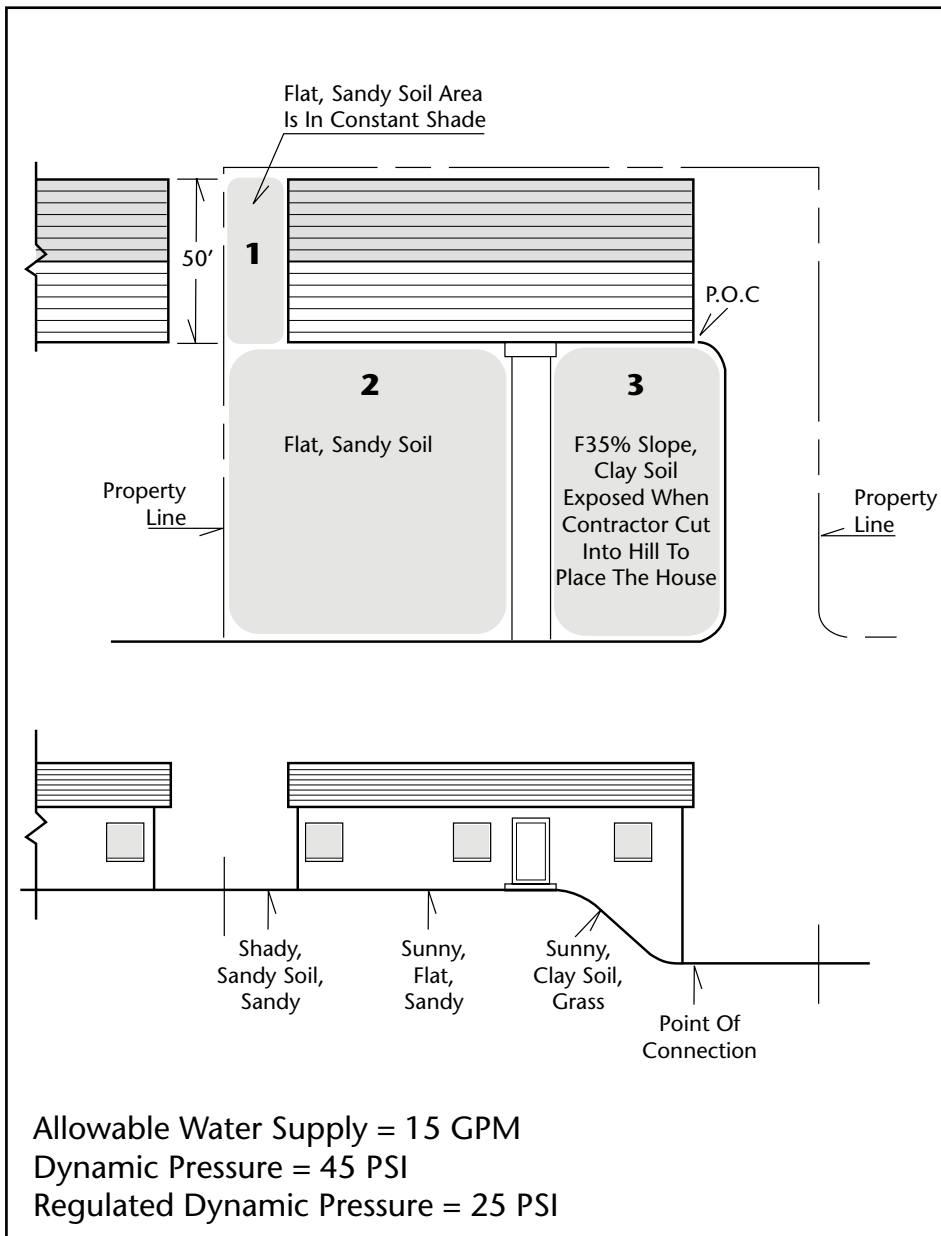 Flat, Sandy Soil Area
Is In Constant Shade
50'
1
P.O.C
2
Flat, Sandy Soil
3
F35% Slope,
Clay Soil
Exposed When
Contractor Cut
Into Hill To
Place The House
Property
Line
Property
Line
Shady,
Sandy Soil,
Sandy
Sunny,
Flat,
Sandy
Sunny,
Clay Soil,
Grass
Point Of
Connection
Allowable Water Supply = 15 GPM
Dynamic Pressure = 45 PSI
Regulated Dynamic Pressure = 25 PSI